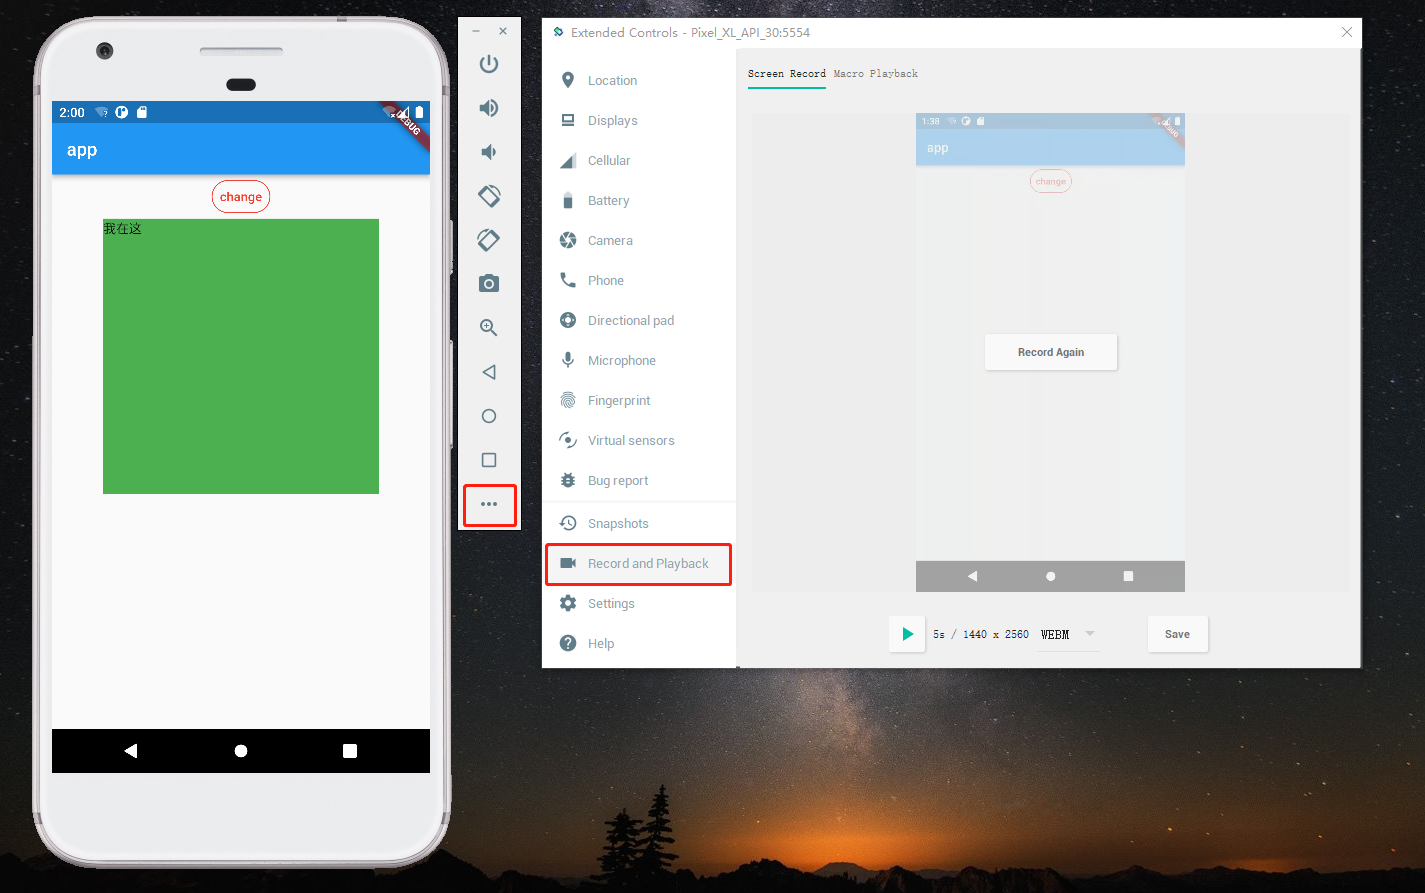 2:00
DEBUG
app
change
我在这
Extended Controls - Pixel_XL_API_30:5554
Location
Displays
Cellular
Battery
Camera
Phone
Directional pad
Microphone
Fingerprint
Virtual sensors
Bug report
Snapshots
Record and Playback
Settings
Help
Screen Record Macro Playback
1:38
DEBUG
app
change
Record Again
5s / 1440 x 2560 WEBM Save